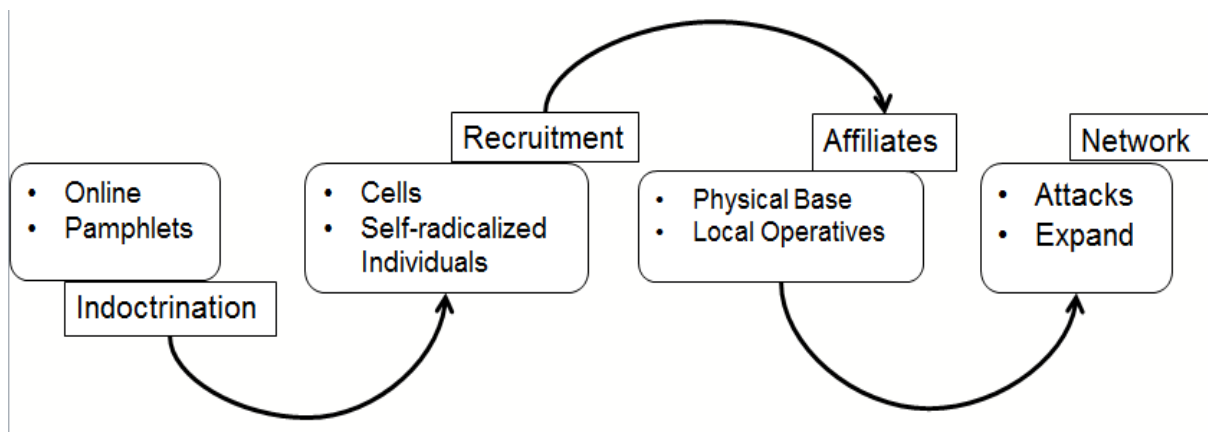 • Online
• Pamphlets
Indoctrination
Recruitment
• Cells
• Self-radicalized
Individuals
Affiliates
• Physical Base
• Local Operatives
Network
• Attacks
• Expand